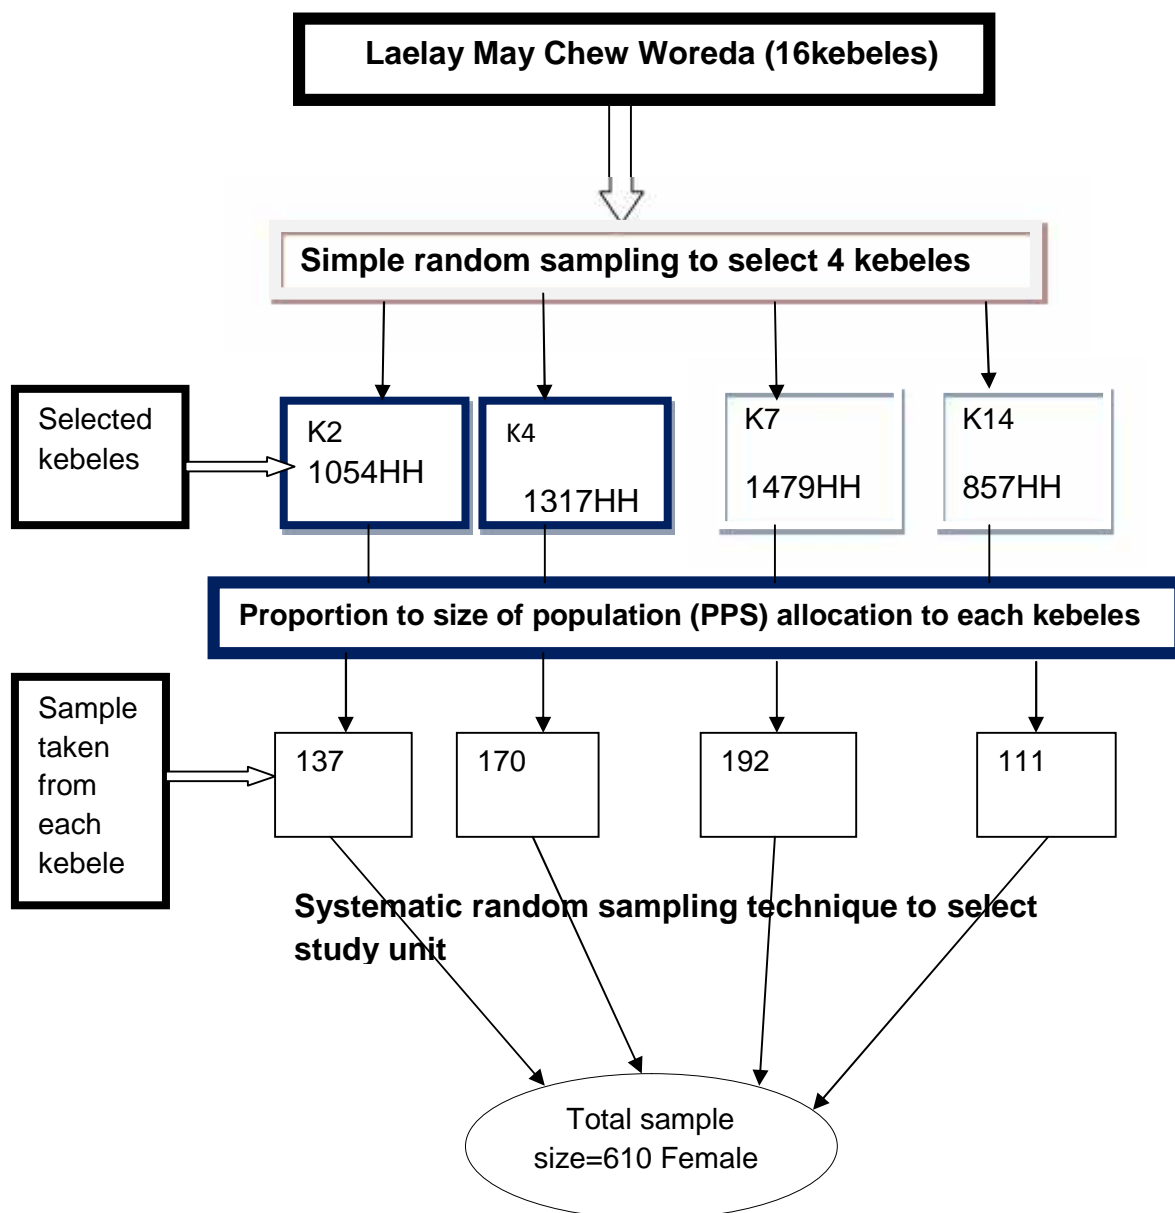 Laelay May Chew Woreda (16kebeles)
Simple random sampling to select 4 kebeles
Selected
kebeles
K2
1054HH
K4
1317HH
K7
1479HH
K14
857HH
Proportion to size of population (PPS) allocation to each kebeles
Sample
taken
from
each
kebele
137
170
192
111
Systematic random sampling technique to select
study unit
Total sample
size=610 Female